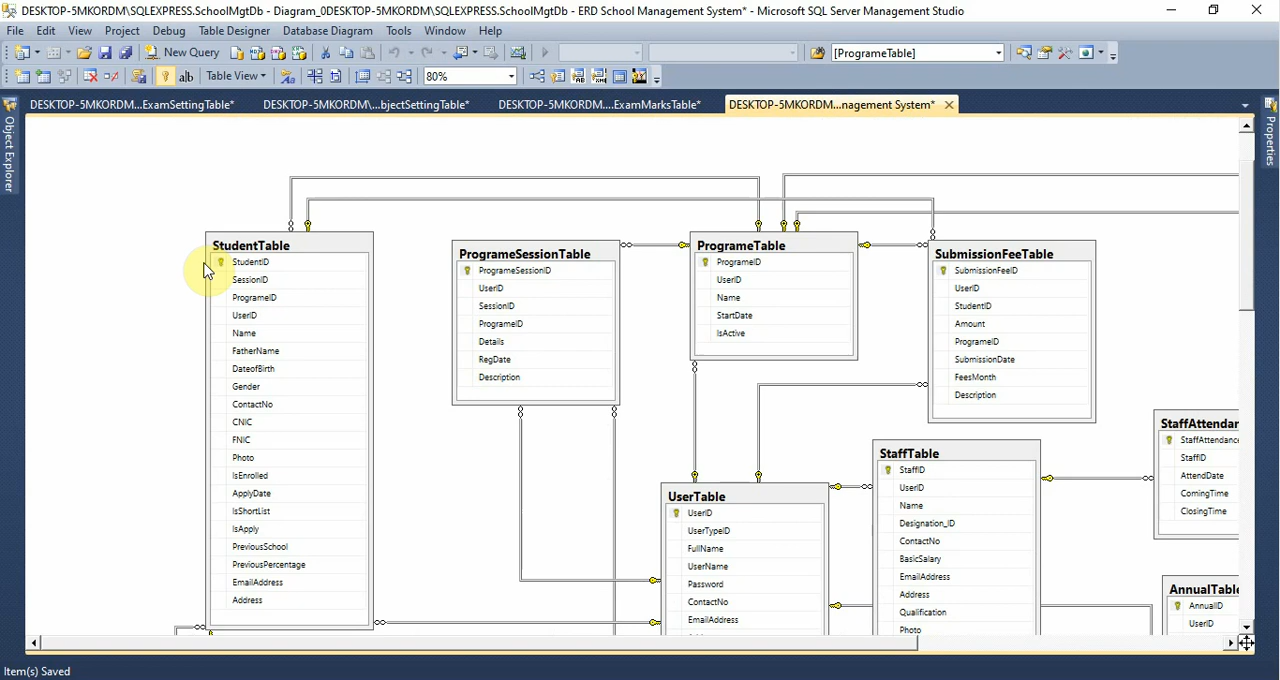 DESKTOP-5MKORDM\SQLEXPRESS.SchoolMgtDb - Diagram_0DESKTOP-5MKORDM\SQLEXPRESS.SchoolMgtDb - ERD School Management System* - Microsoft SQL Server Management Studio
File Edit View Project Debug Table Designer Database Diagram Tools Window Help
New Query [ProgrameTable]
ab Table View 80%
DESKTOP-5MKORDM...ExamSettingTable* DESKTOP-5MKORDM\...bjectSettingTable* DESKTOP-5MKORDM....ExamMarksTable* DESKTOP-5MKORDM...nagement System*
Object Explorer
Properties
StudentTable
StudentID
SessionID
ProgrameID
UserID
Name
FatherName
DateofBirth
Gender
ContactNo
CNIC
FNIC
Photo
IsEnrolled
ApplyDate
IsShortList
IsApply
PreviousSchool
PreviousPercentage
EmailAddress
Address
ProgrameSessionTable
ProgrameSessionID
UserID
SessionID
ProgrameID
Details
RegDate
Description
ProgrameTable
ProgrameID
UserID
Name
StartDate
IsActive
SubmissionFeeTable
SubmissionFeeID
UserID
StudentID
Amount
ProgrameID
SubmissionDate
FeesMonth
Description
UserTable
UserID
UserTypeID
FullName
UserName
Password
ContactNo
EmailAddress
StaffTable
StaffID
UserID
Name
Designation_ID
ContactNo
BasicSalary
EmailAddress
Address
Qualification
Photo
StaffAttendan
StaffAttendance
StaffID
AttendDate
ComingTime
ClosingTime
AnnualTable
AnnualID
UserID
Item(s) Saved